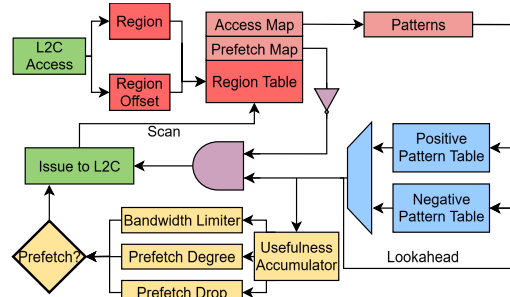 L2C
Access
Region
Region
Offset
Access Map
Prefetch Map
Region Table
Patterns
Scan
Issue to L2C
Positive
Pattern Table
Negative
Pattern Table
Lookahead
Prefetch?
Bandwidth Limiter
Prefetch Degree
Prefetch Drop
Usefulness
Accumulator